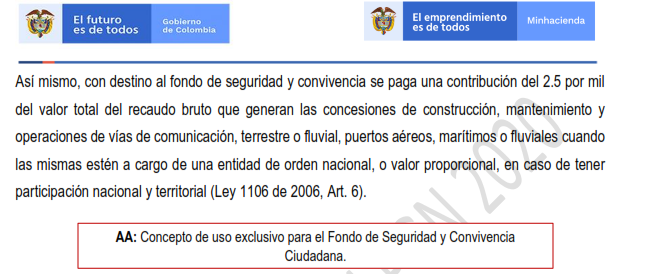 El futuro
es de todos
Gobierno
de Colombia
El emprendimiento
es de todos
Minhacienda
Así mismo, con destino al fondo de seguridad y convivencia se paga una contribución del 2.5 por mil
del valor total del recaudo bruto que generan las concesiones de construcción, mantenimiento y
operaciones de vías de comunicación, terrestre o fluvial, puertos aéreos, marítimos o fluviales cuando
las mismas estén a cargo de una entidad de orden nacional, o valor proporcional, en caso de tener
participación nacional y territorial (Ley 1106 de 2006, Art. 6).
AA: Concepto de uso exclusivo para el Fondo de Seguridad y Convivencia
Ciudadana.
2020